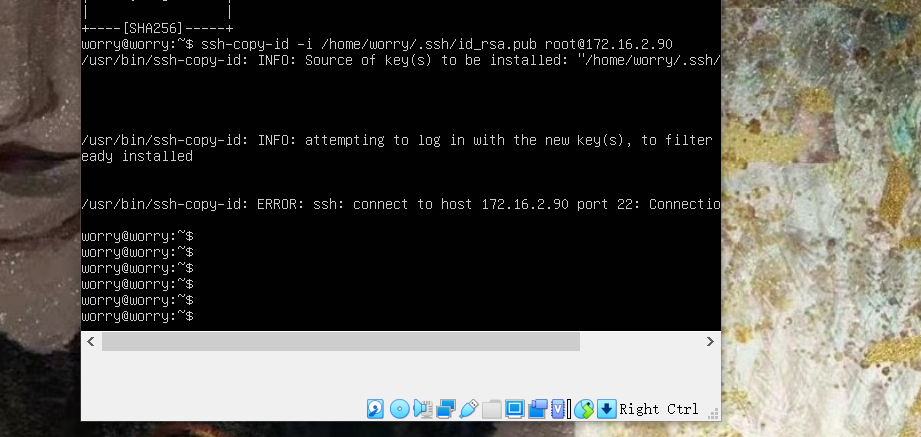 +----[SHA256]-----+
worry@worry:~$ ssh-copy-id -i /home/worry/.ssh/id_rsa.pub root@172.16.2.90
/usr/bin/ssh-copy-id: INFO: Source of key(s) to be installed: "/home/worry/.ssh/
/usr/bin/ssh-copy-id: INFO: attempting to log in with the new key(s), to filter
eady installed
/usr/bin/ssh-copy-id: ERROR: ssh: connect to host 172.16.2.90 port 22: Connectio
worry@worry:~$
worry@worry:~$
worry@worry:~$
worry@worry:~$
worry@worry:~$
worry@worry:~$
Right Ctrl